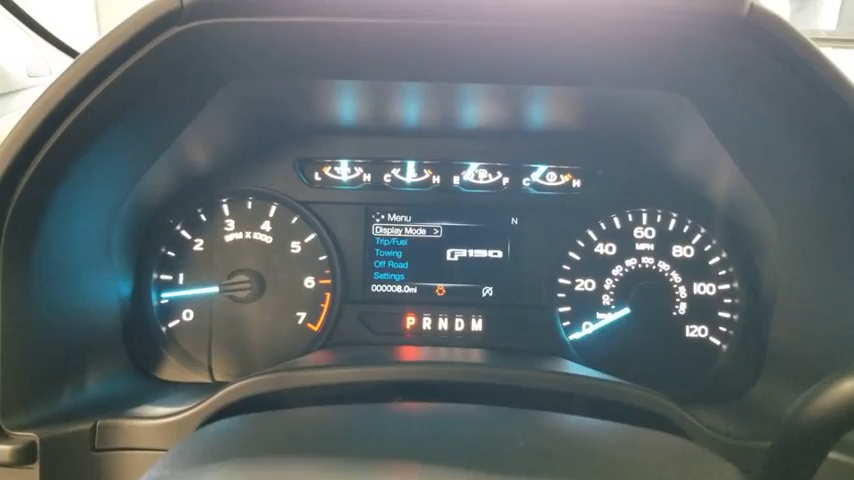 L H C H E F C H
0 1 2 3 4 5 6 7
RPM X 1000
Menu N
Display Mode >
Trip/Fuel
Towing
Off Road
Settings
F150
000008.0mi
P R N D M
0 20 40 60 80 100 120
MPH